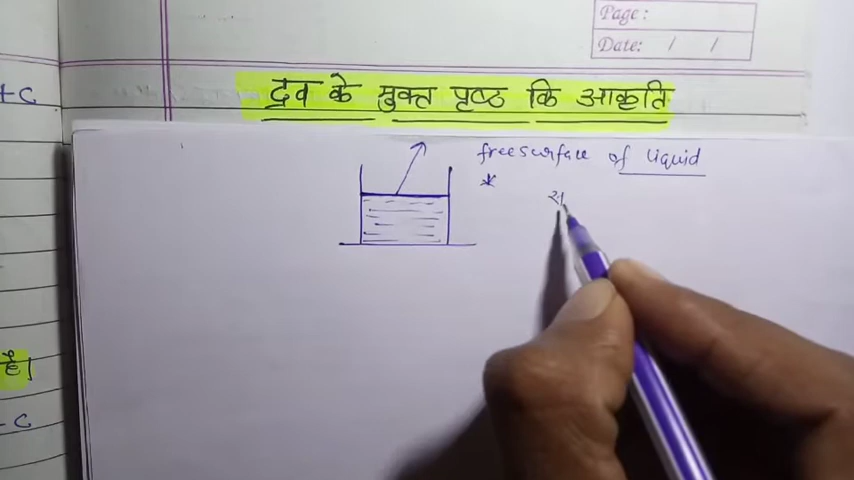 Page:
Date: / /
+ C
द्रव के मुक्त पृष्ठ कि आकृति
free surface of liquid
*
है।
- C